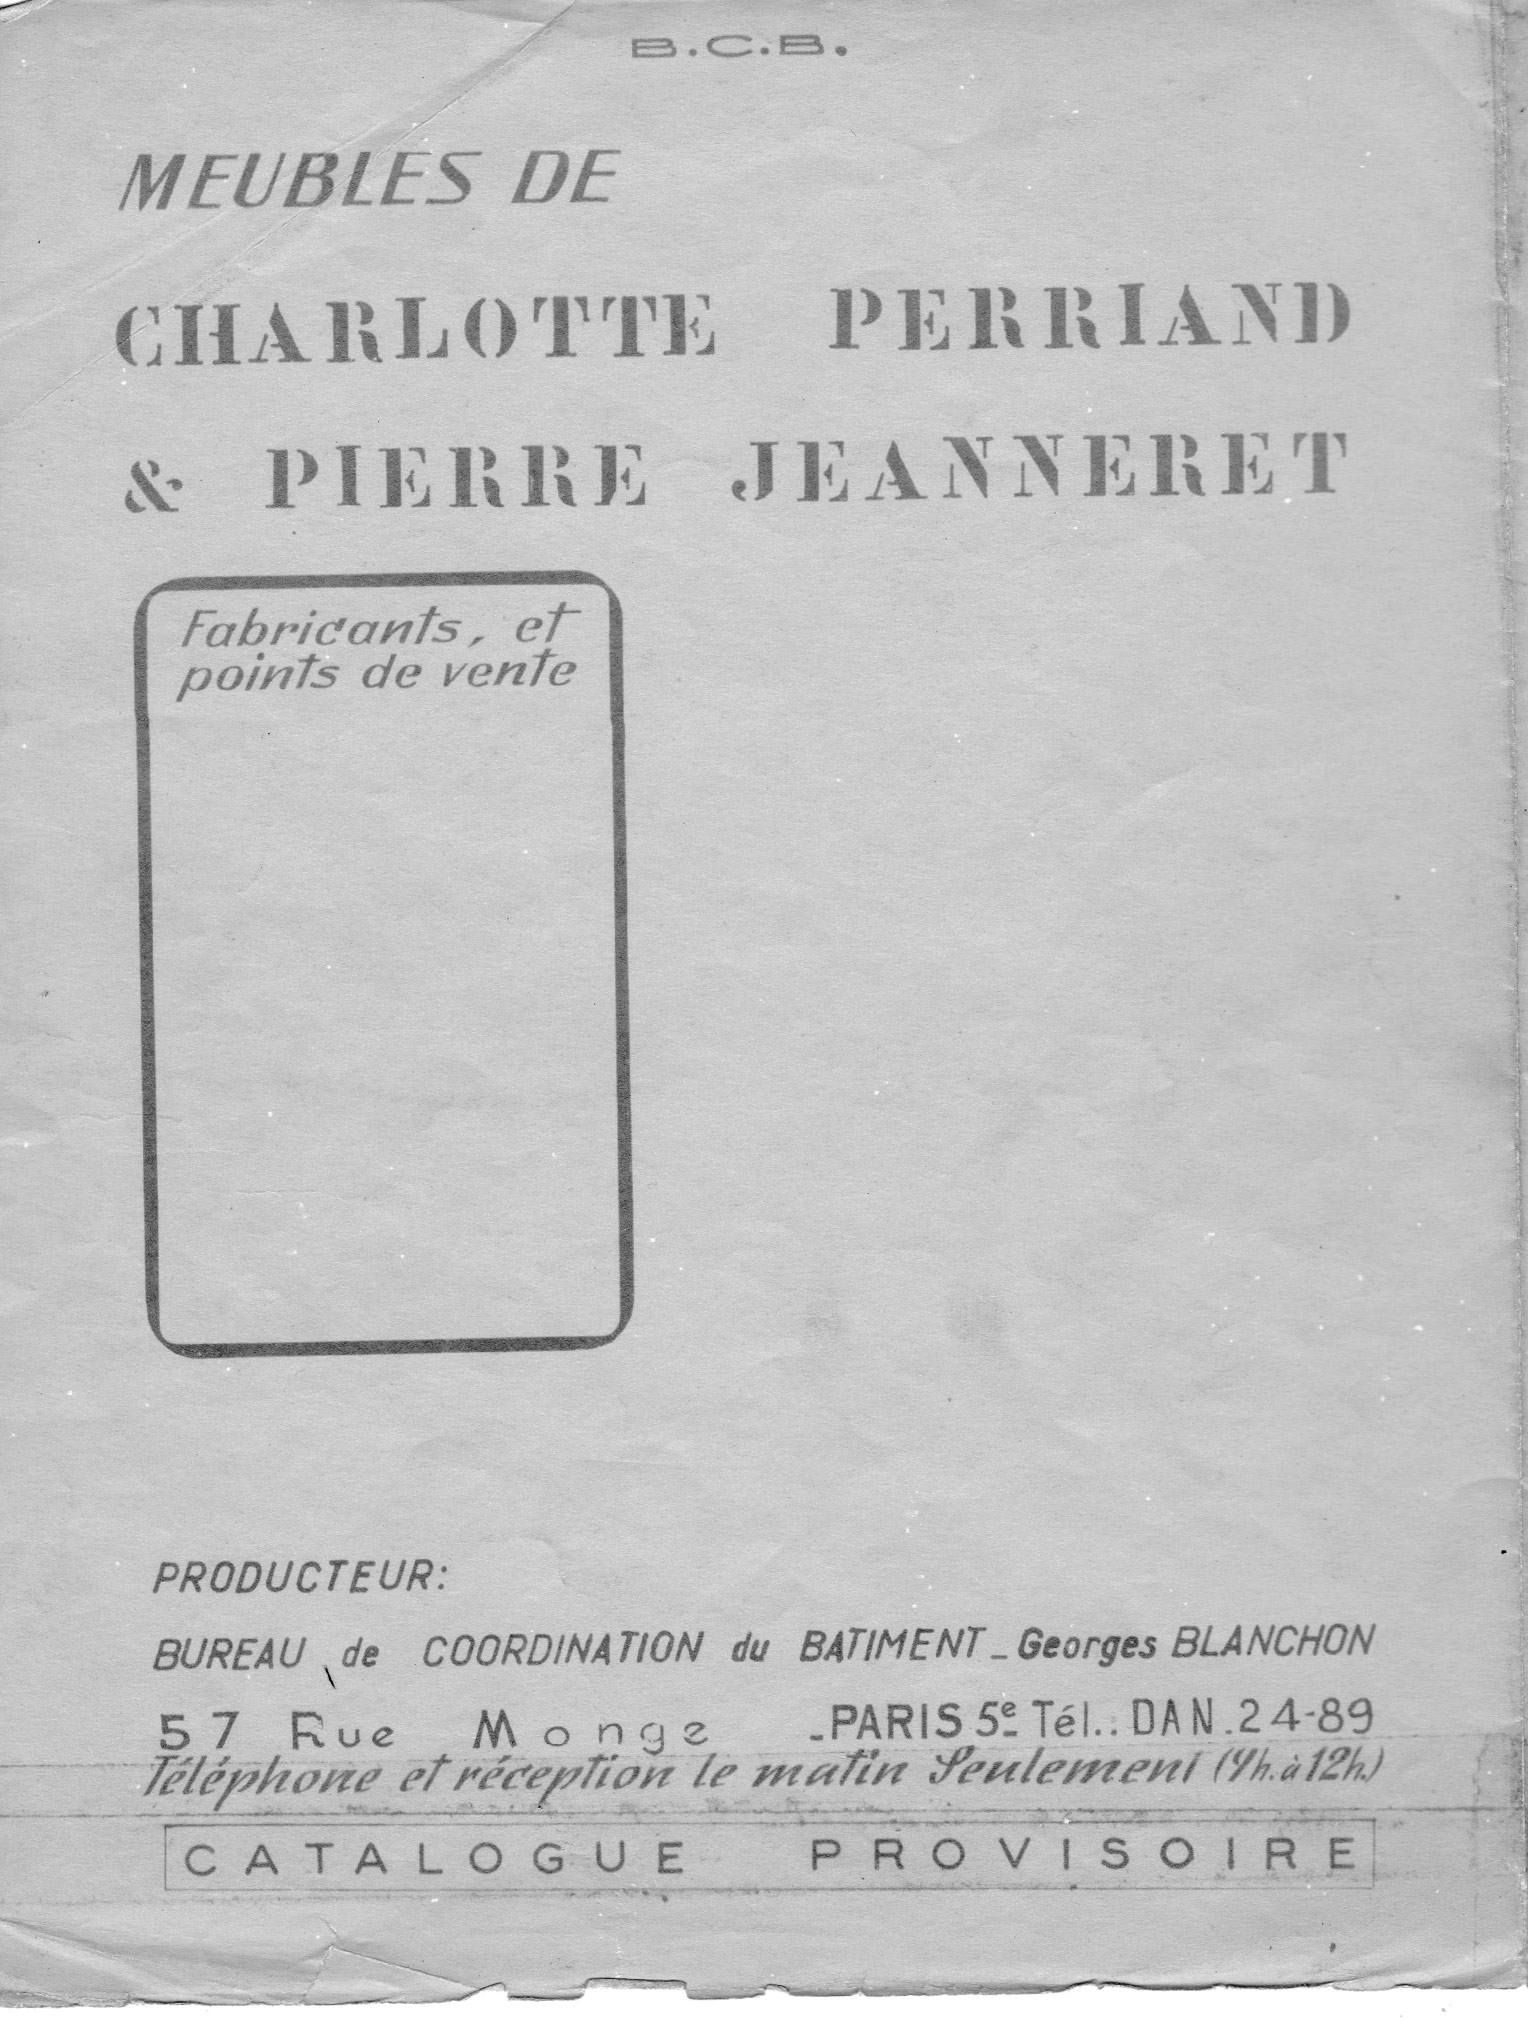 B.C.B.
MEUBLES DE
CHARLOTTE PERRIAND
& PIERRE JEANNERET
Fabricants, et
points de vente
PRODUCTEUR:
BUREAU de COORDINATION du BATIMENT - Georges BLANCHON
57 Rue Monge - PARIS 5e Tél.: DAN. 24-89
Téléphone et réception le matin Seulement (9h. à 12h.)
CATALOGUE PROVISOIRE